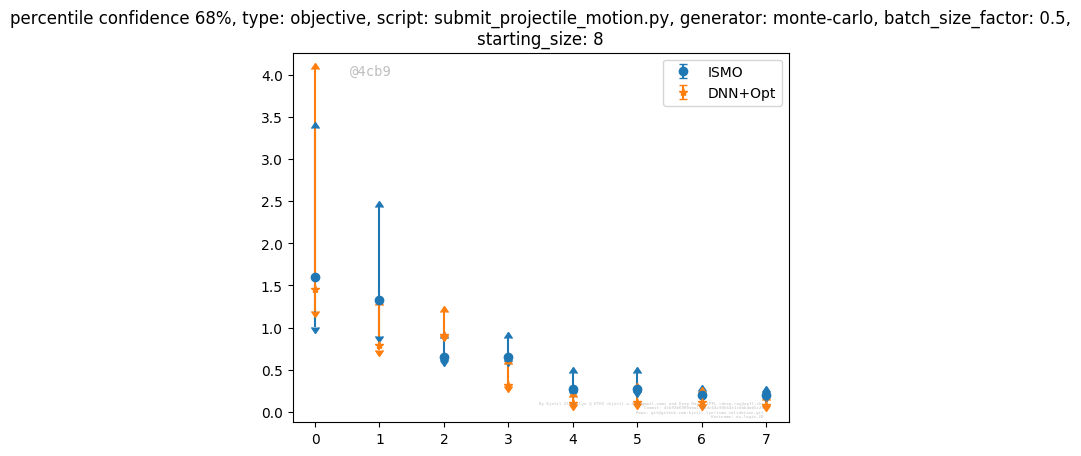 percentile confidence 68%, type: objective, script: submit_projectile_motion.py, generator: monte-carlo, batch_size_factor: 0.5,
starting_size: 8
@4cb9
ISMO
DNN+Opt
4.0
3.5
3.0
2.5
2.0
1.5
1.0
0.5
0.0
0 1 2 3 4 5 6 7